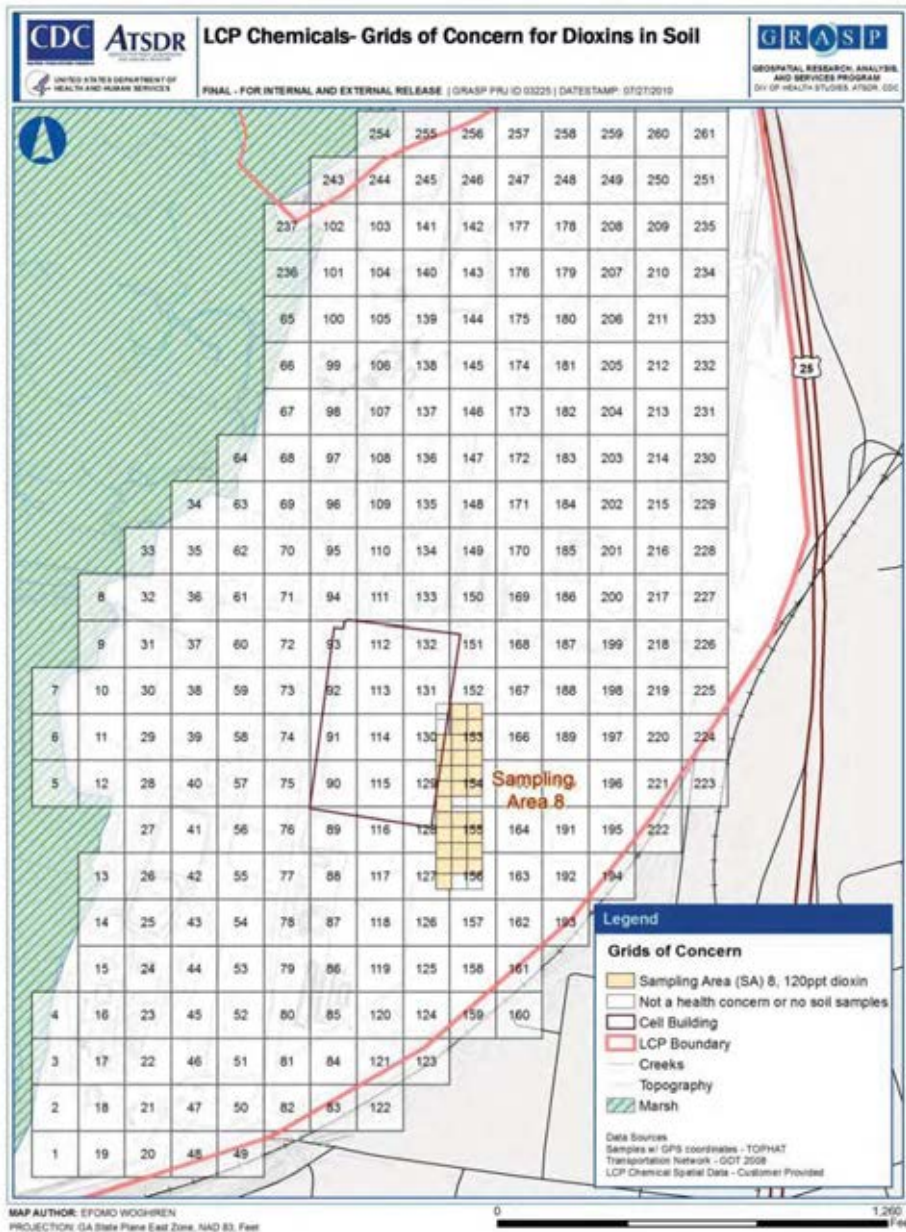 CDC ATSDR
UNITED STATES DEPARTMENT OF
HEALTH AND HUMAN SERVICES
LCP Chemicals- Grids of Concern for Dioxins in Soil
FINAL - FOR INTERNAL AND EXTERNAL RELEASE | GRASP PRJ ID 03225 | DATESTAMP: 07/27/2010
GRASP
GEOSPATIAL RESEARCH, ANALYSIS,
AND SERVICES PROGRAM
DIV OF HEALTH STUDIES, ATSDR, CDC
254 255 256 257 258 259 260 261
243 244 245 246 247 248 249 250 251
237 102 103 141 142 177 178 208 209 235
236 101 104 140 143 176 179 207 210 234
65 100 105 139 144 175 180 206 211 233
66 99 106 138 145 174 181 205 212 232
25
67 98 107 137 146 173 182 204 213 231
64 68 97 108 136 147 172 183 203 214 230
34 63 69 96 109 135 148 171 184 202 215 229
33 35 62 70 95 110 134 149 170 185 201 216 228
8 32 36 61 71 94 111 133 150 169 186 200 217 227
9 31 37 60 72 93 112 132 151 168 187 199 218 226
7 10 30 38 59 73 92 113 131 152 167 188 198 219 225
6 11 29 39 58 74 91 114 130 153 166 189 197 220 224
5 12 28 40 57 75 90 115 129 154 196 221 223
Sampling
Area 8
27 41 56 76 89 116 128 155 164 191 195 222
13 26 42 55 77 88 117 127 156 163 192 194
14 25 43 54 78 87 118 126 157 162 193
15 24 44 53 79 86 119 125 158 161
4 16 23 45 52 80 85 120 124 159 160
3 17 22 46 51 81 84 121 123
2 18 21 47 50 82 83 122
1 19 20 48 49
Legend
Grids of Concern
Sampling Area (SA) 8, 120ppt dioxin
Not a health concern or no soil samples
Cell Building
LCP Boundary
Creeks
Topography
Marsh
Data Sources
Samples w/ GPS coordinates - TOPHAT
Transportation Network - GDT 2008
LCP Chemical Spatial Data - Customer Provided
MAP AUTHOR: EFOMO WOGHIREN
PROJECTION: GA State Plane East Zone, NAD 83, Feet
0 1,260